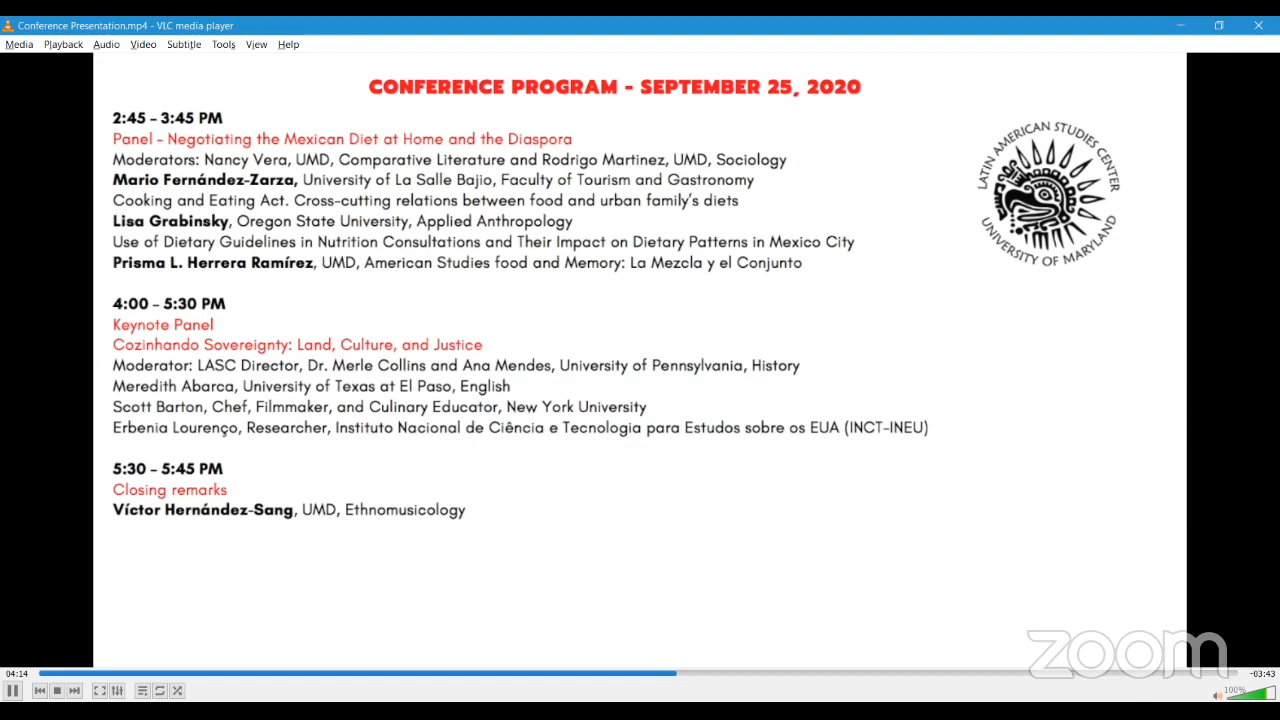 Conference Presentation.mp4 - VLC media player
Media Playback Audio Video Subtitle Tools View Help
CONFERENCE PROGRAM - SEPTEMBER 25, 2020
2:45 - 3:45 PM
Panel - Negotiating the Mexican Diet at Home and the Diaspora
Moderators: Nancy Vera, UMD, Comparative Literature and Rodrigo Martinez, UMD, Sociology
Mario Fernández-Zarza, University of La Salle Bajio, Faculty of Tourism and Gastronomy
Cooking and Eating Act. Cross-cutting relations between food and urban family's diets
Lisa Grabinsky, Oregon State University, Applied Anthropology
Use of Dietary Guidelines in Nutrition Consultations and Their Impact on Dietary Patterns in Mexico City
Prisma L. Herrera Ramírez, UMD, American Studies food and Memory: La Mezcla y el Conjunto
LATIN AMERICAN STUDIES CENTER
UNIVERSITY OF MARYLAND
4:00 - 5:30 PM
Keynote Panel
Cozinhando Sovereignty: Land, Culture, and Justice
Moderator: LASC Director, Dr. Merle Collins and Ana Mendes, University of Pennsylvania, History
Meredith Abarca, University of Texas at El Paso, English
Scott Barton, Chef, Filmmaker, and Culinary Educator, New York University
Erbenia Lourenço, Researcher, Instituto Nacional de Ciência e Tecnologia para Estudos sobre os EUA (INCT-INEU)
5:30 - 5:45 PM
Closing remarks
Víctor Hernández-Sang, UMD, Ethnomusicology
zoom
04:14 -03:43
100%